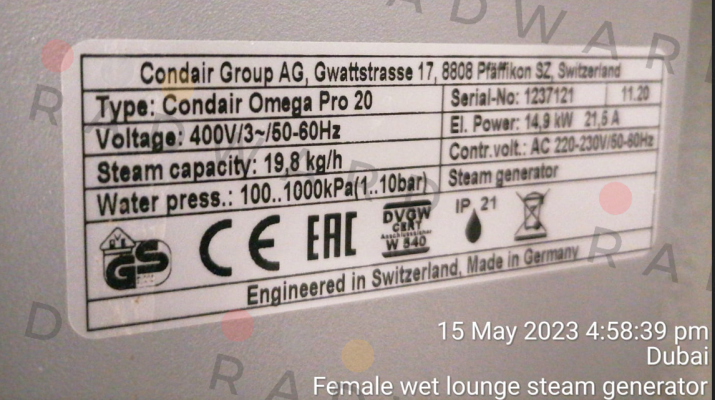 Condair Group AG, Gwattstrasse 17, 8808 Pfäffikon SZ, Switzerland
Type: Condair Omega Pro 20
Serial-No: 1237121 11.20
Voltage: 400V/3~/50-60Hz
El. Power: 14,9 kW 21,5 A
Steam capacity: 19,8 kg/h
Contr.volt.: AC 220-230V/50-60Hz
Water press.: 100..1000kPa(1..10bar)
Steam generator
GS
CE
EAC
DVGW
CERT
W 540
IP 21
Engineered in Switzerland, Made in Germany
15 May 2023 4:58:39 pm
Dubai
Female wet lounge steam generator
RADWARD